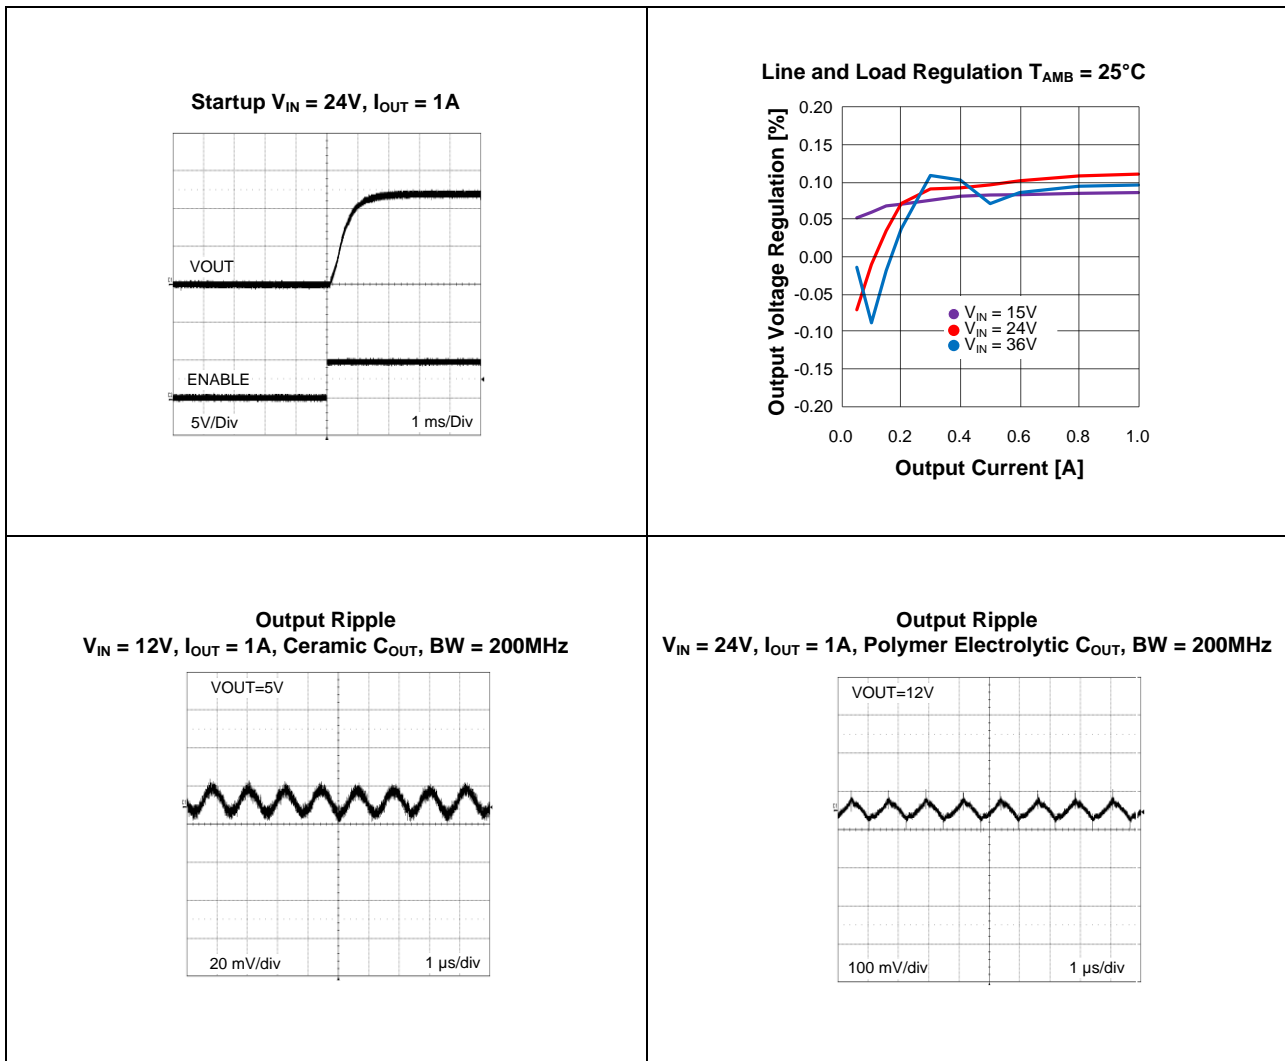 Startup VIN = 24V, IOUT = 1A
VOUT
ENABLE
5V/Div
1 ms/Div
Line and Load Regulation TAMB = 25°C
Output Voltage Regulation [%]
0.20
0.15
0.10
0.05
0.00
-0.05
-0.10
-0.15
-0.20
VIN = 15V
VIN = 24V
VIN = 36V
0.0 0.2 0.4 0.6 0.8 1.0
Output Current [A]
Output Ripple
VIN = 12V, IOUT = 1A, Ceramic COUT, BW = 200MHz
VOUT=5V
20 mV/div
1 µs/div
Output Ripple
VIN = 24V, IOUT = 1A, Polymer Electrolytic COUT, BW = 200MHz
VOUT=12V
100 mV/div
1 µs/div